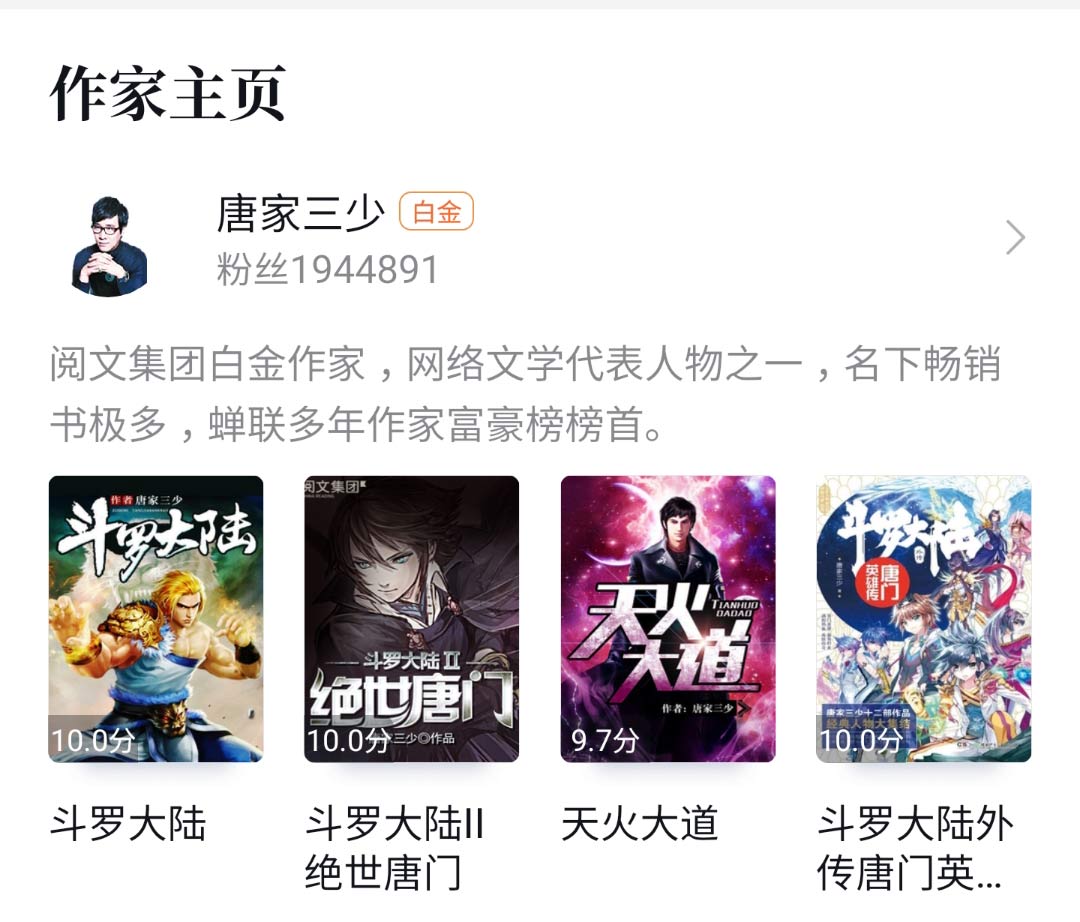 作家主页
唐家三少 白金
粉丝1944891
阅文集团白金作家，网络文学代表人物之一，名下畅销
书极多，蝉联多年作家富豪榜榜首。
作者 唐家三少
斗罗大陆
10.0分
阅文集团
斗罗大陆II
绝世唐门
唐家三少◎作品
10.0分
天火
TIANHUO
DADAO
大道
作者：唐家三少
9.7分
斗罗大陆
外传
唐门
英雄传
唐家三少
唐家三少十二部作品
经典人物大集结
10.0分
斗罗大陆
斗罗大陆II
绝世唐门
天火大道
斗罗大陆外
传唐门英...